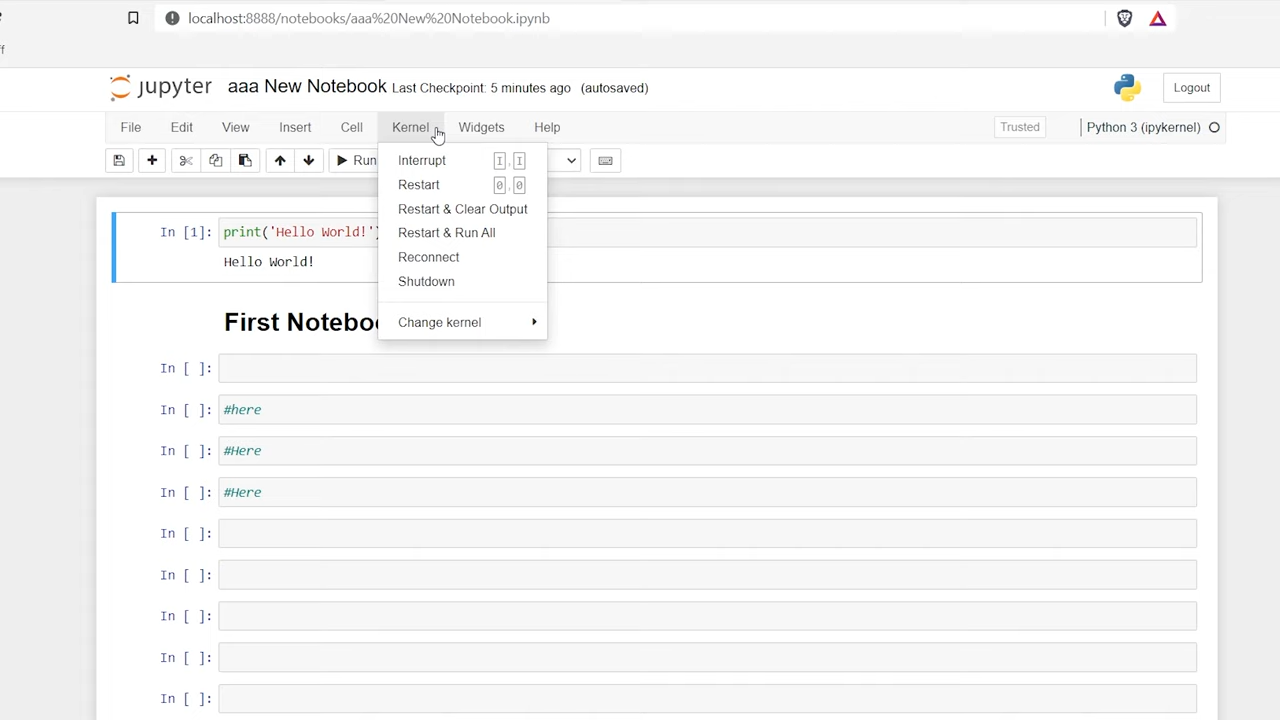 localhost:8888/notebooks/aaa%20New%20Notebook.ipynb
jupyter aaa New Notebook Last Checkpoint: 5 minutes ago (autosaved) Logout
File Edit View Insert Cell Kernel Widgets Help Trusted Python 3 (ipykernel)
Run
Interrupt I , I
Restart 0 , 0
Restart & Clear Output
Restart & Run All
Reconnect
Shutdown
Change kernel
In [1]: print('Hello World!')
Hello World!
First Notebo
In [ ]:
In [ ]: #here
In [ ]: #Here
In [ ]: #Here
In [ ]:
In [ ]:
In [ ]:
In [ ]:
In [ ]: